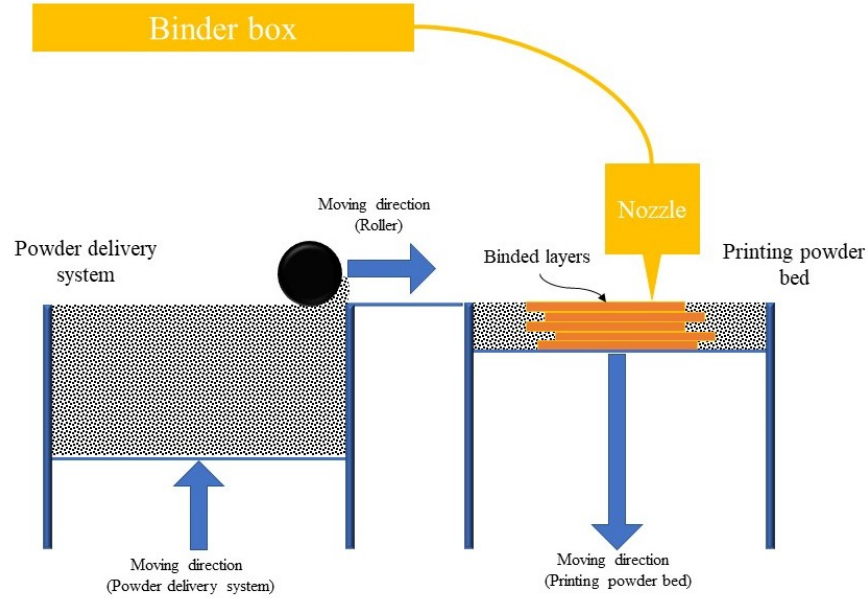 Binder box
Moving direction
(Roller)
Nozzle
Powder delivery
system
Binded layers
Printing powder
bed
Moving direction
(Powder delivery system)
Moving direction
(Printing powder bed)